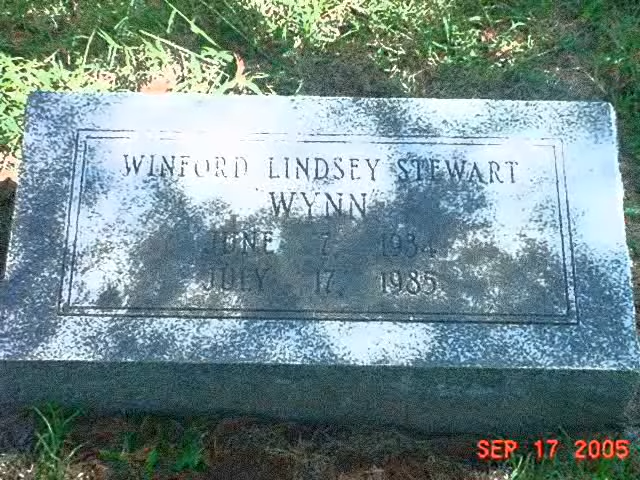 WINFORD LINDSEY STEWART
"WYNN"
JUNE 7, 1934
JULY 17, 1985
SEP 17 2005